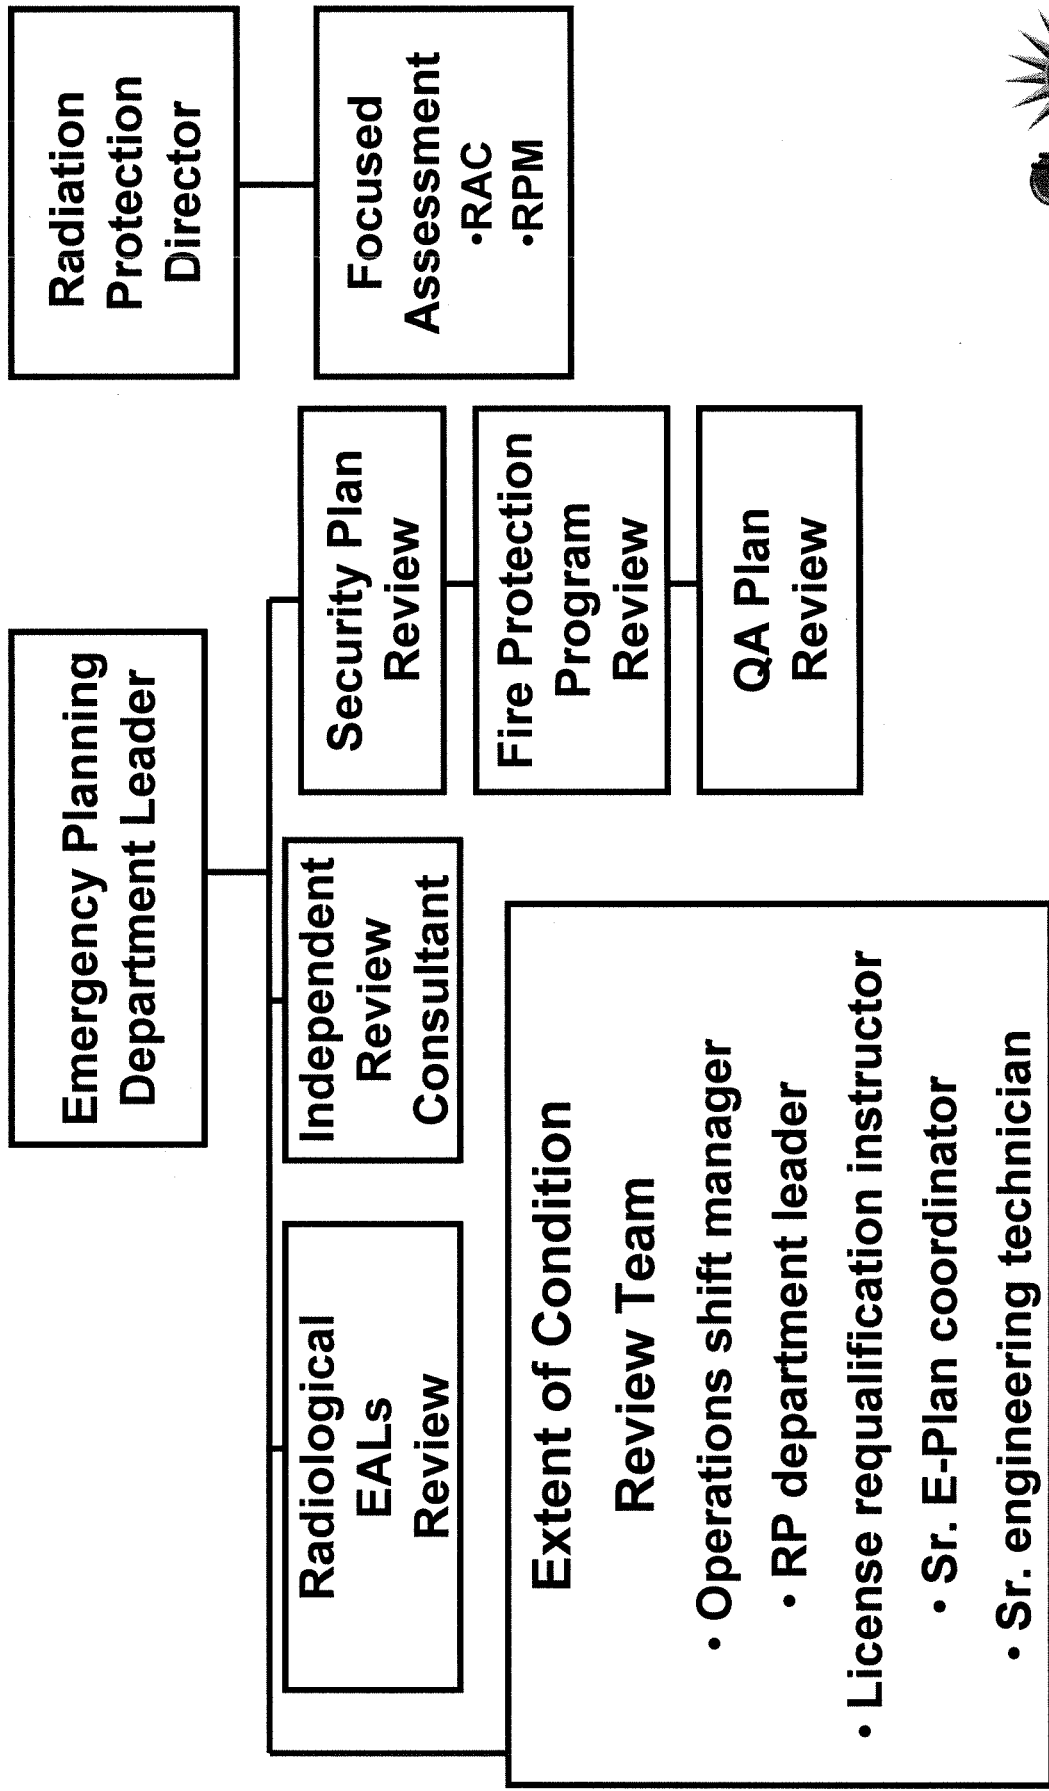 Emergency Planning
Department Leader
Radiation
Protection
Director
Radiological
EALs
Review
Independent
Review
Consultant
Security Plan
Review
Fire Protection
Program
Review
QA Plan
Review
Focused
Assessment
•RAC
•RPM
Extent of Condition
Review Team
• Operations shift manager
• RP department leader
• License requalification instructor
• Sr. E-Plan coordinator
• Sr. engineering technician